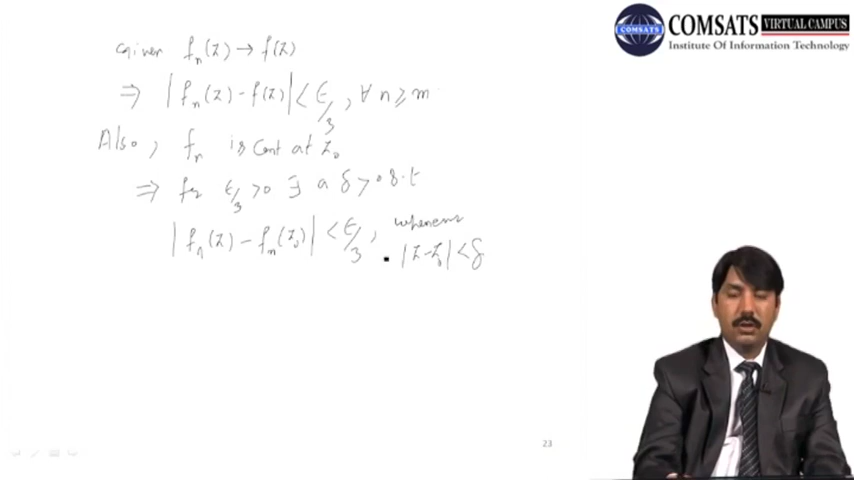 Given fₙ(z) → f(z)
⇒ |fₙ(z) - f(z)| < ε/3, ∀ n ≥ m
Also, fₙ is Cont at z₀
⇒ for ε/3 > 0 ∃ a δ > 0 s.t
|fₙ(z) - fₙ(z₀)| < ε/3, whenever
|z - z₀| < δ
COMSATS
COMSATS VIRTUAL CAMPUS
Institute Of Information Technology
23